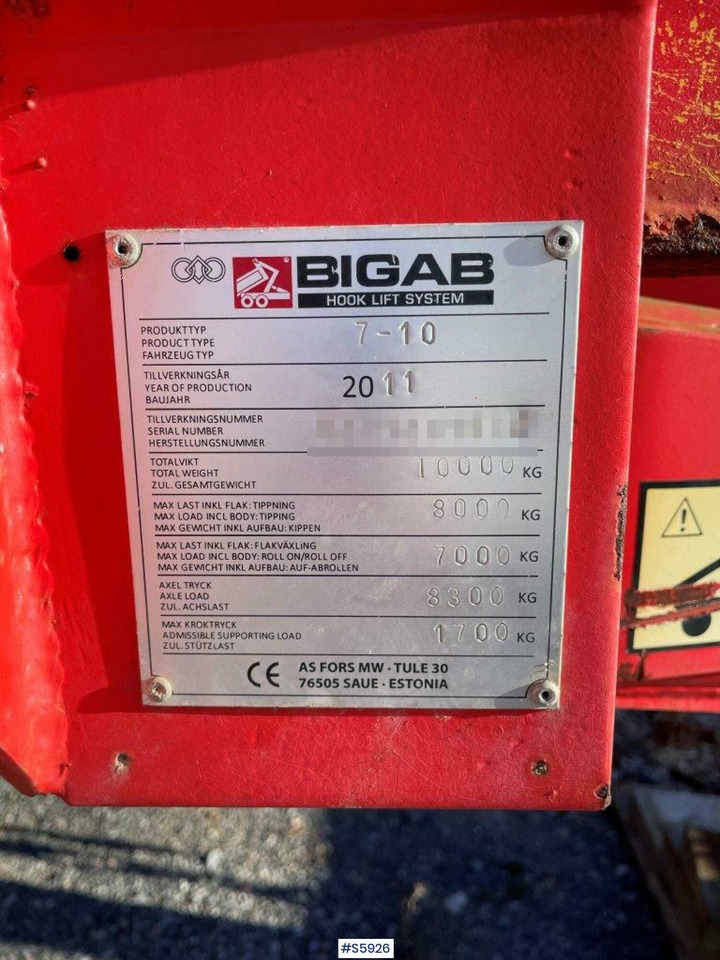 BIGAB
HOOK LIFT SYSTEM
PRODUKTTYP
PRODUCT TYPE
FAHRZEUG TYP
7-10
TILLVERKNINGSÅR
YEAR OF PRODUCTION
BAUJAHR
2011
TILLVERKNINGSNUMMER
SERIAL NUMBER
HERSTELLUNGSNUMMER
TOTALVIKT
TOTAL WEIGHT
ZUL. GESAMTGEWICHT
10000 KG
MAX LAST INKL FLAK: TIPPNING
MAX LOAD INCL BODY: TIPPING
MAX GEWICHT INKL AUFBAU: KIPPEN
8000 KG
MAX LAST INKL FLAK: FLAKVÄXLING
MAX LOAD INCL BODY: ROLL ON/ROLL OFF
MAX GEWICHT INKL AUFBAU: AUF-ABROLLEN
7000 KG
AXEL TRYCK
AXLE LOAD
ZUL. ACHSLAST
8300 KG
MAX KROKTRYCK
ADMISSIBLE SUPPORTING LOAD
ZUL. STÜTZLAST
1700 KG
CE
AS FORS MW · TULE 30
76505 SAUE · ESTONIA
#S5926